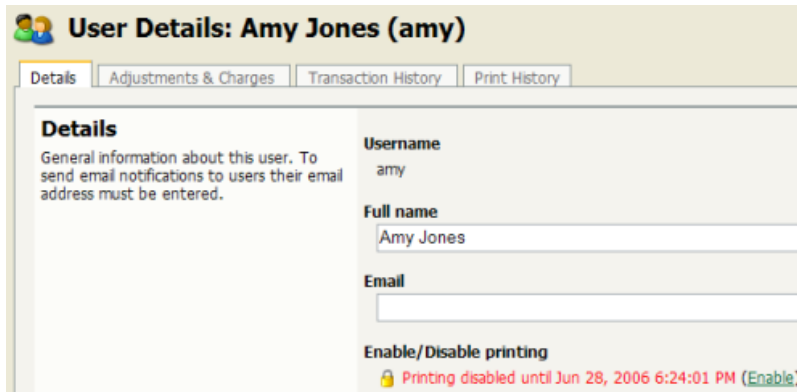 User Details: Amy Jones (amy)
Details Adjustments & Charges Transaction History Print History
Details
General information about this user. To
send email notifications to users their email
address must be entered.
Username
amy
Full name
Amy Jones
Email
Enable/Disable printing
Printing disabled until Jun 28, 2006 6:24:01 PM (Enable)